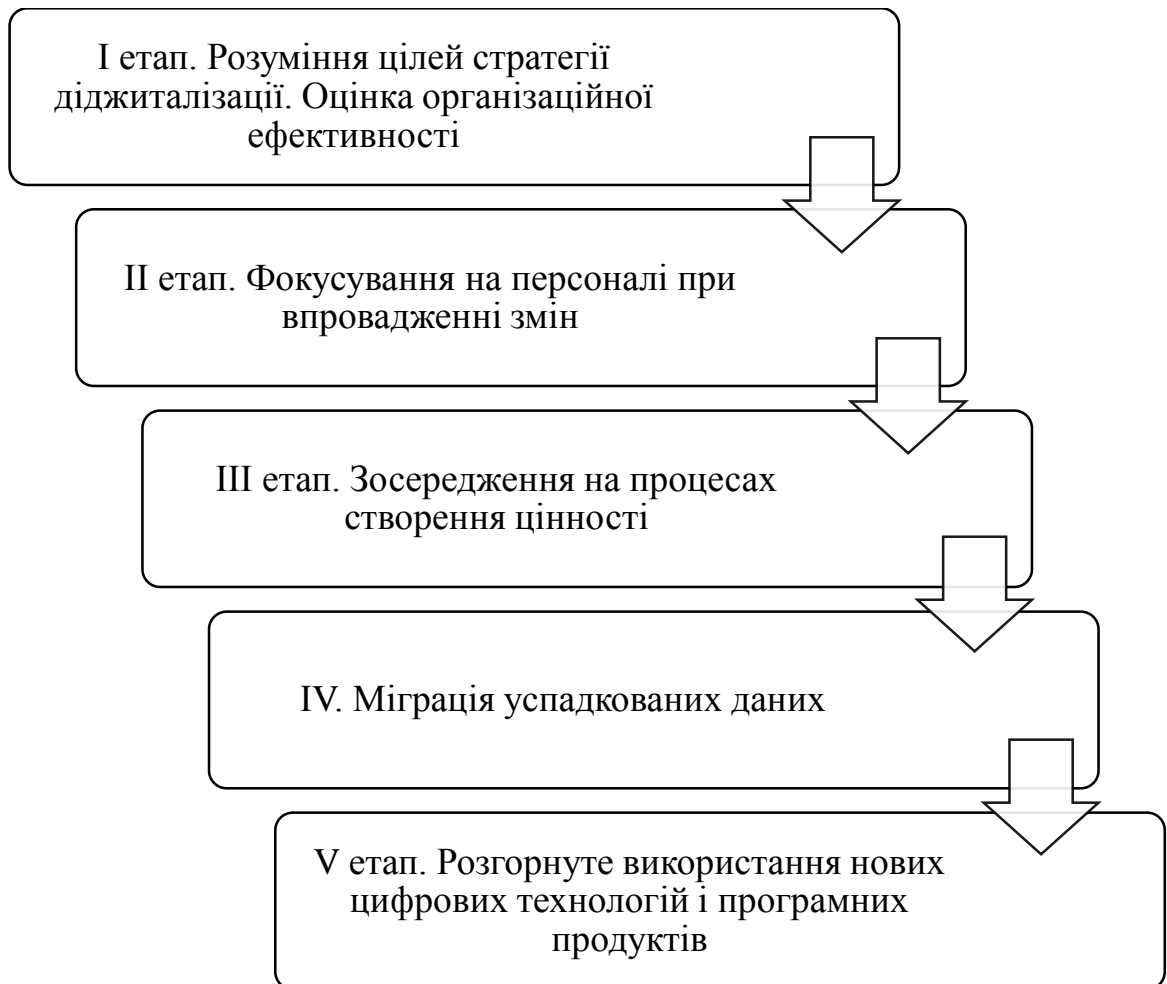 І етап. Розуміння цілей стратегії
діджиталізації. Оцінка організаційної
ефективності
ІІ етап. Фокусування на персоналі при
впровадженні змін
ІІІ етап. Зосередження на процесах
створення цінності
IV. Міграція успадкованих даних
V етап. Розгорнуте використання нових
цифрових технологій і програмних
продуктів